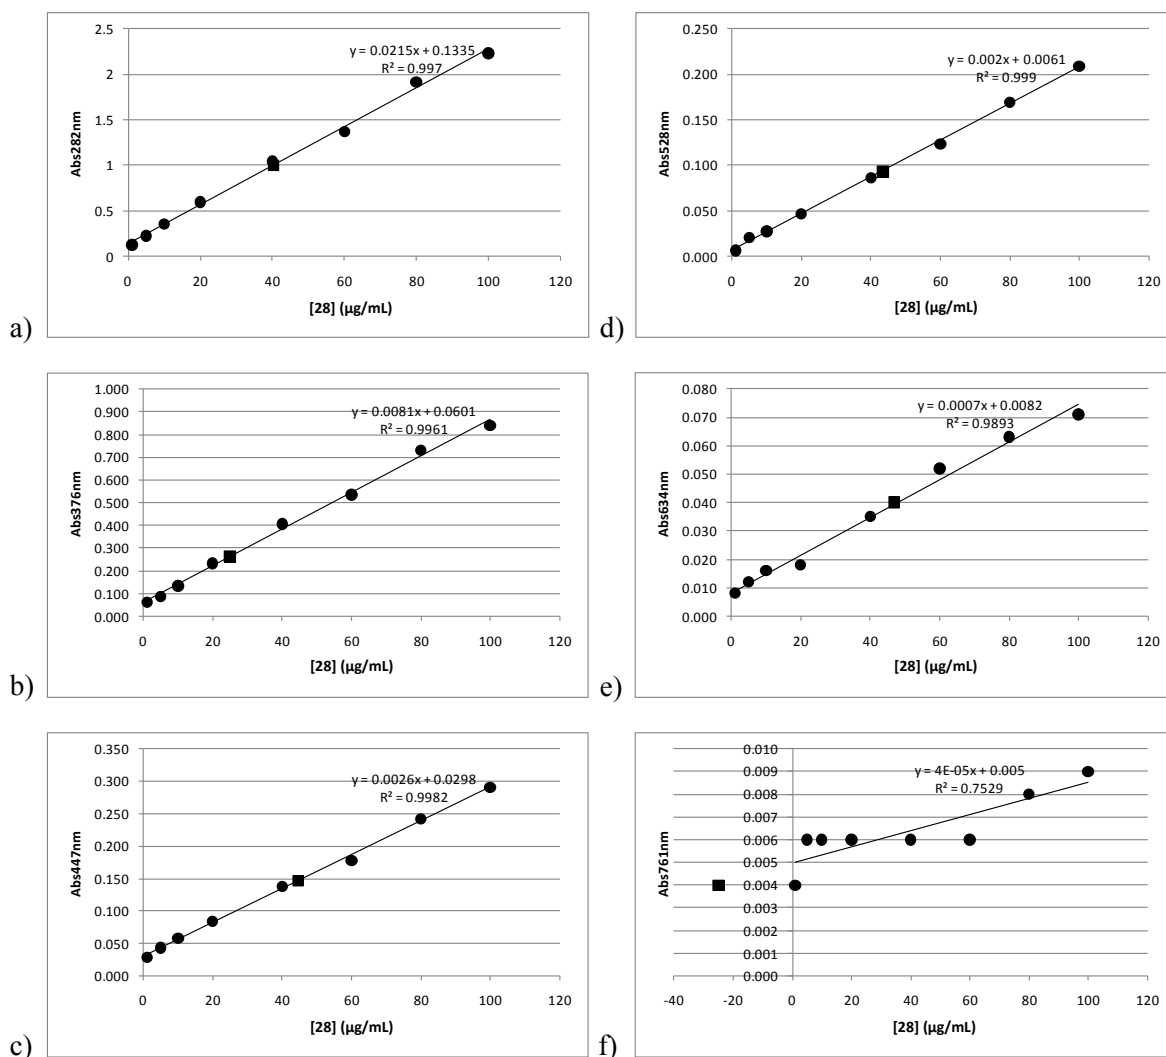 y = 0.0215x + 0.1335
R² = 0.997
2.5
2
1.5
1
0.5
0
0 20 40 60 80 100 120
Abs282nm
[28] (µg/mL)
a)
y = 0.002x + 0.0061
R² = 0.999
0.250
0.200
0.150
0.100
0.050
0.000
0 20 40 60 80 100 120
Abs528nm
[28] (µg/mL)
d)
y = 0.0081x + 0.0601
R² = 0.9961
1.000
0.900
0.800
0.700
0.600
0.500
0.400
0.300
0.200
0.100
0.000
0 20 40 60 80 100 120
Abs376nm
[28] (µg/mL)
b)
y = 0.0007x + 0.0082
R² = 0.9893
0.080
0.070
0.060
0.050
0.040
0.030
0.020
0.010
0.000
0 20 40 60 80 100 120
Abs634nm
[28] (µg/mL)
e)
y = 0.0026x + 0.0298
R² = 0.9982
0.350
0.300
0.250
0.200
0.150
0.100
0.050
0.000
0 20 40 60 80 100 120
Abs447nm
[28] (µg/mL)
c)
y = 4E-05x + 0.005
R² = 0.7529
0.010
0.009
0.008
0.007
0.006
0.005
0.004
0.003
0.002
0.001
0.000
-40 -20 0 20 40 60 80 100 120
Abs761nm
[28] (µg/mL)
f)